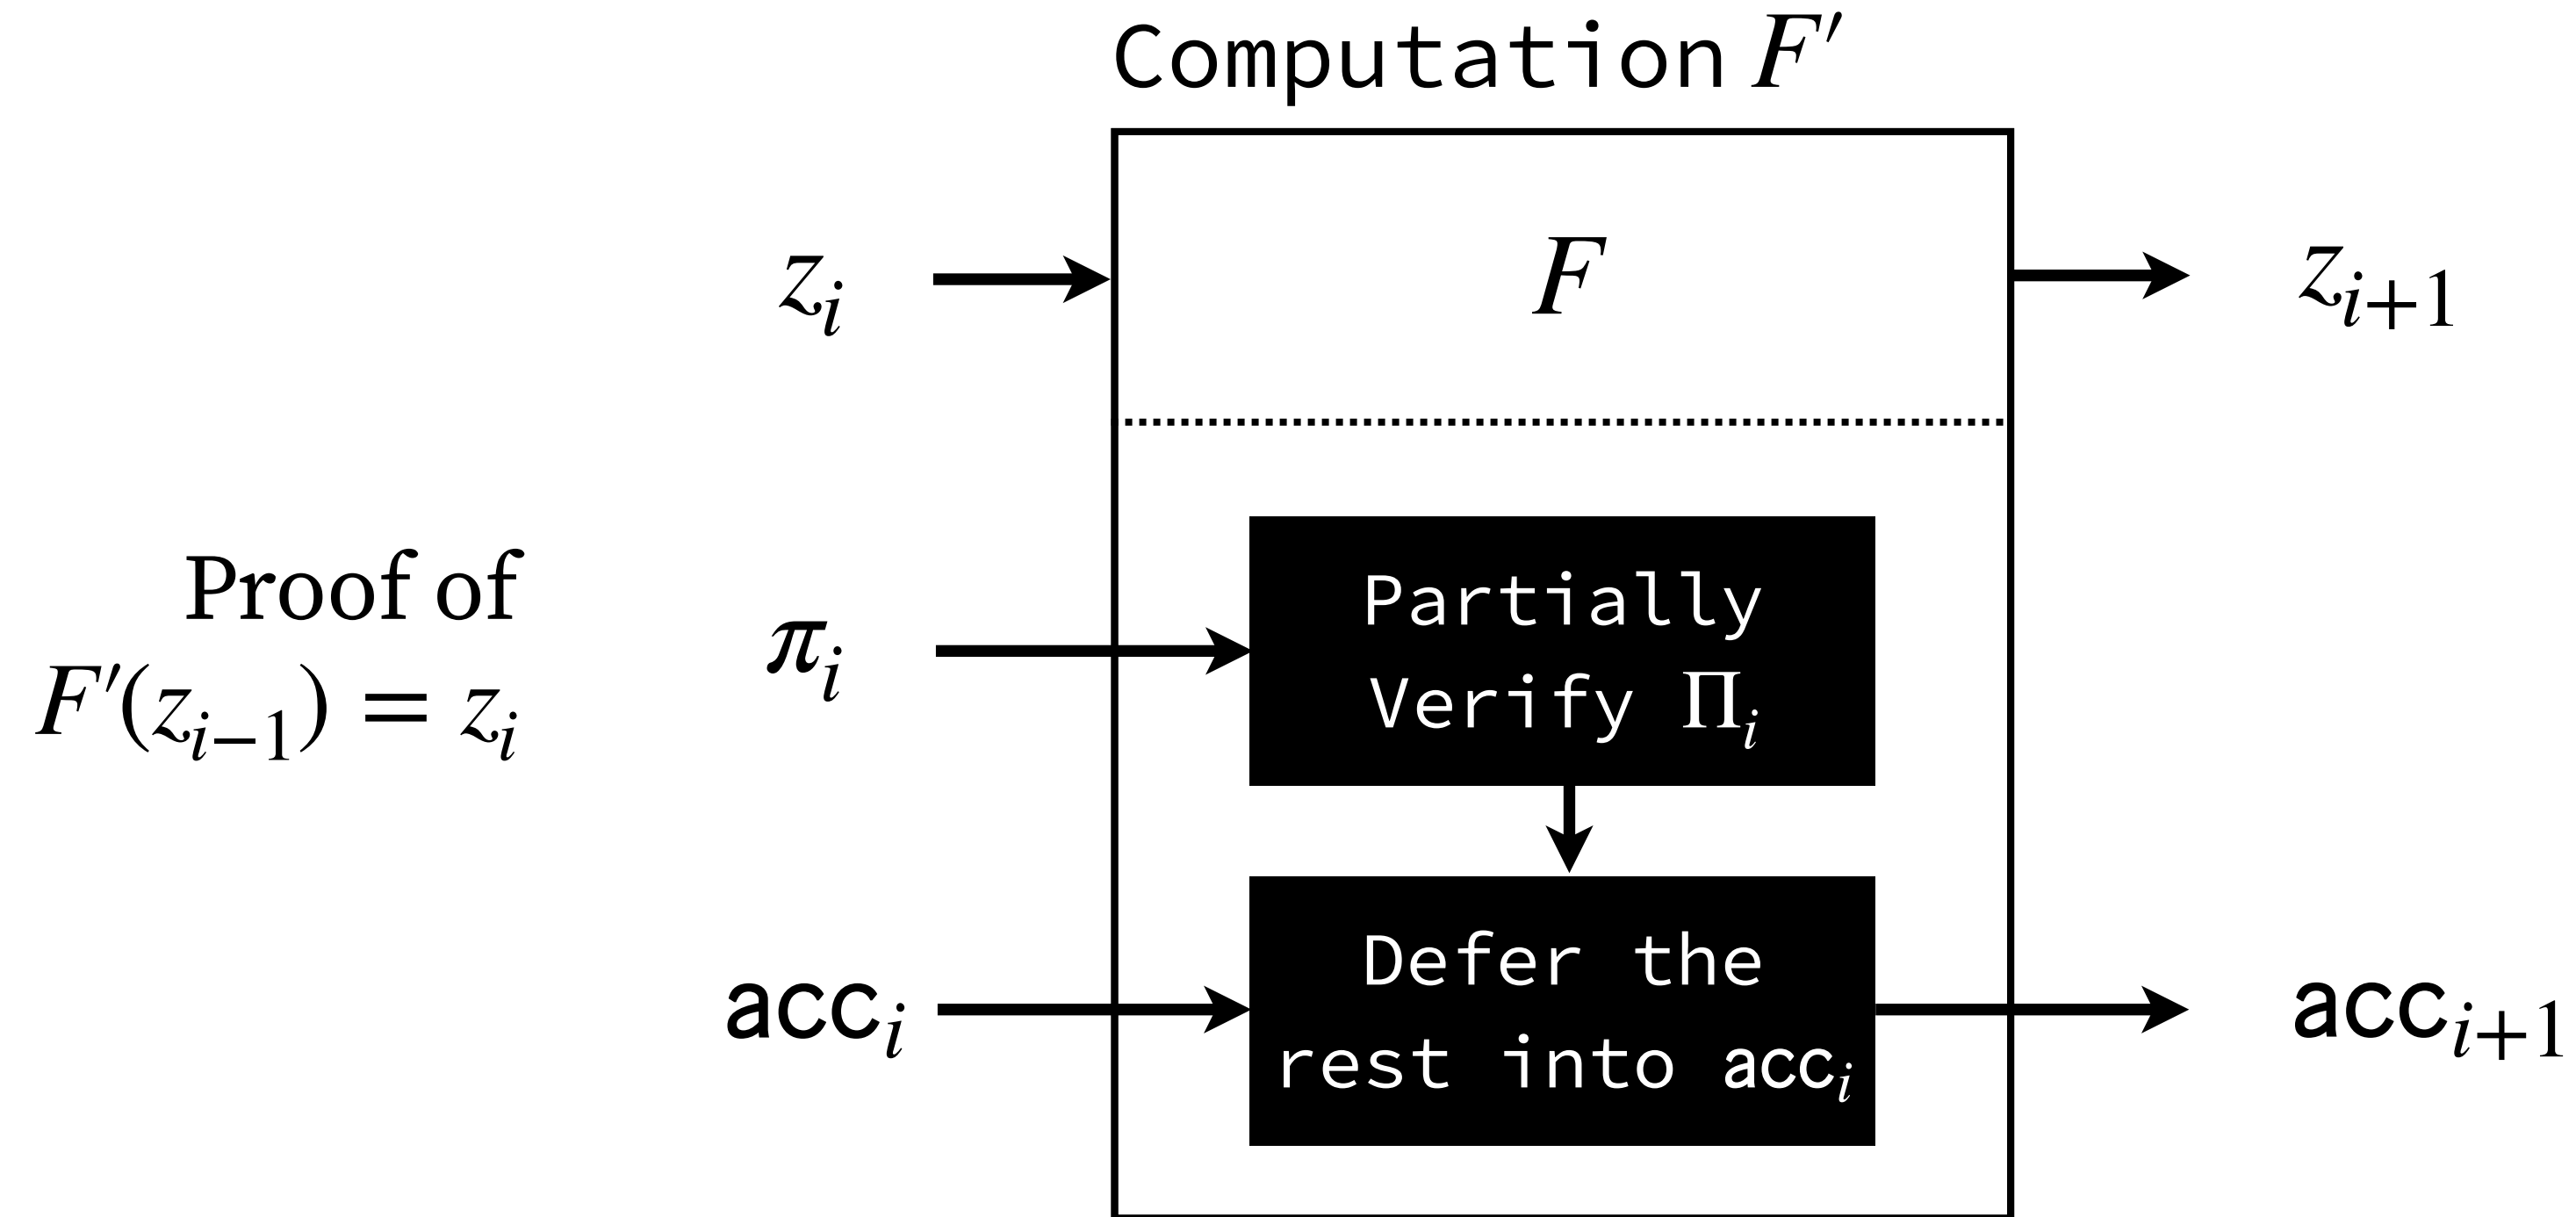 Computation F′
z_i
F
z_{i+1}
Proof of
F′(z_{i−1}) = z_i
π_i
Partially
Verify Π_i
acc_i
Defer the
rest into acc_i
acc_{i+1}